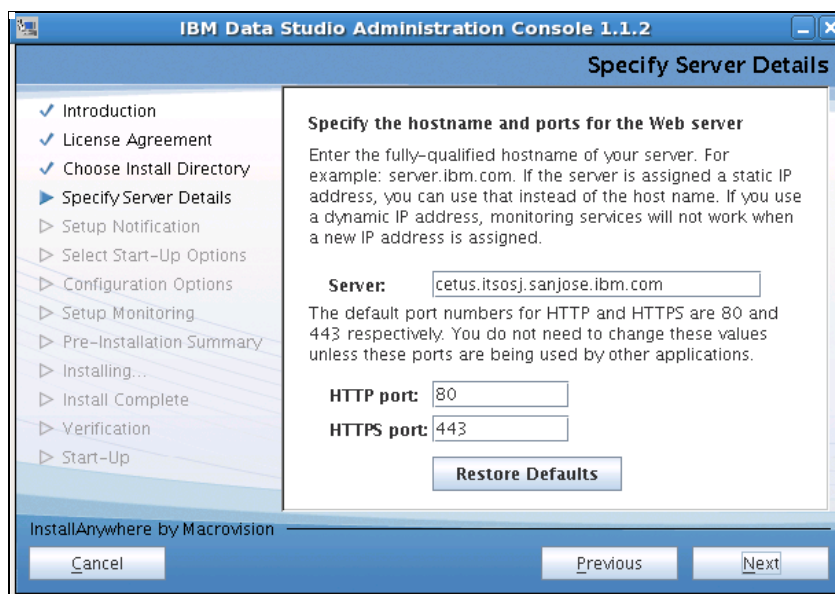 IBM Data Studio Administration Console 1.1.2
Specify Server Details
Introduction
License Agreement
Choose Install Directory
Specify Server Details
Setup Notification
Select Start-Up Options
Configuration Options
Setup Monitoring
Pre-Installation Summary
Installing...
Install Complete
Verification
Start-Up
Specify the hostname and ports for the Web server
Enter the fully-qualified hostname of your server. For
example: server.ibm.com. If the server is assigned a static IP
address, you can use that instead of the host name. If you use
a dynamic IP address, monitoring services will not work when
a new IP address is assigned.
Server: cetus.itsosj.sanjose.ibm.com
The default port numbers for HTTP and HTTPS are 80 and
443 respectively. You do not need to change these values
unless these ports are being used by other applications.
HTTP port: 80
HTTPS port: 443
Restore Defaults
InstallAnywhere by Macrovision
Cancel
Previous
Next